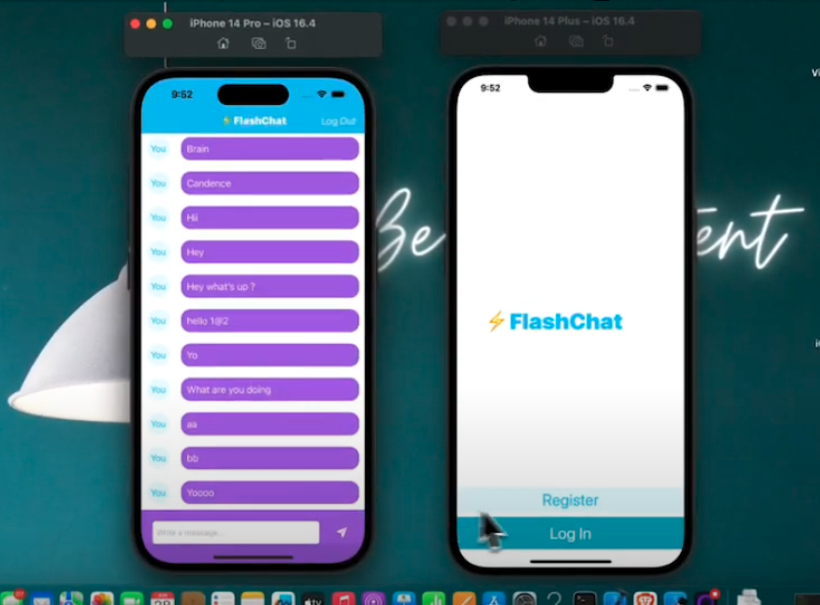 iPhone 14 Pro – iOS 16.4
iPhone 14 Plus – iOS 16.4
9:52
⚡FlashChat
Log Out
You Brain
You Candence
You Hii
You Hey
You Hey what's up ?
You hello 1@2
You Yo
You What are you doing
You aa
You bb
You Yoooo
Write a message...
9:52
⚡FlashChat
Register
Log In
Be
ent
tv